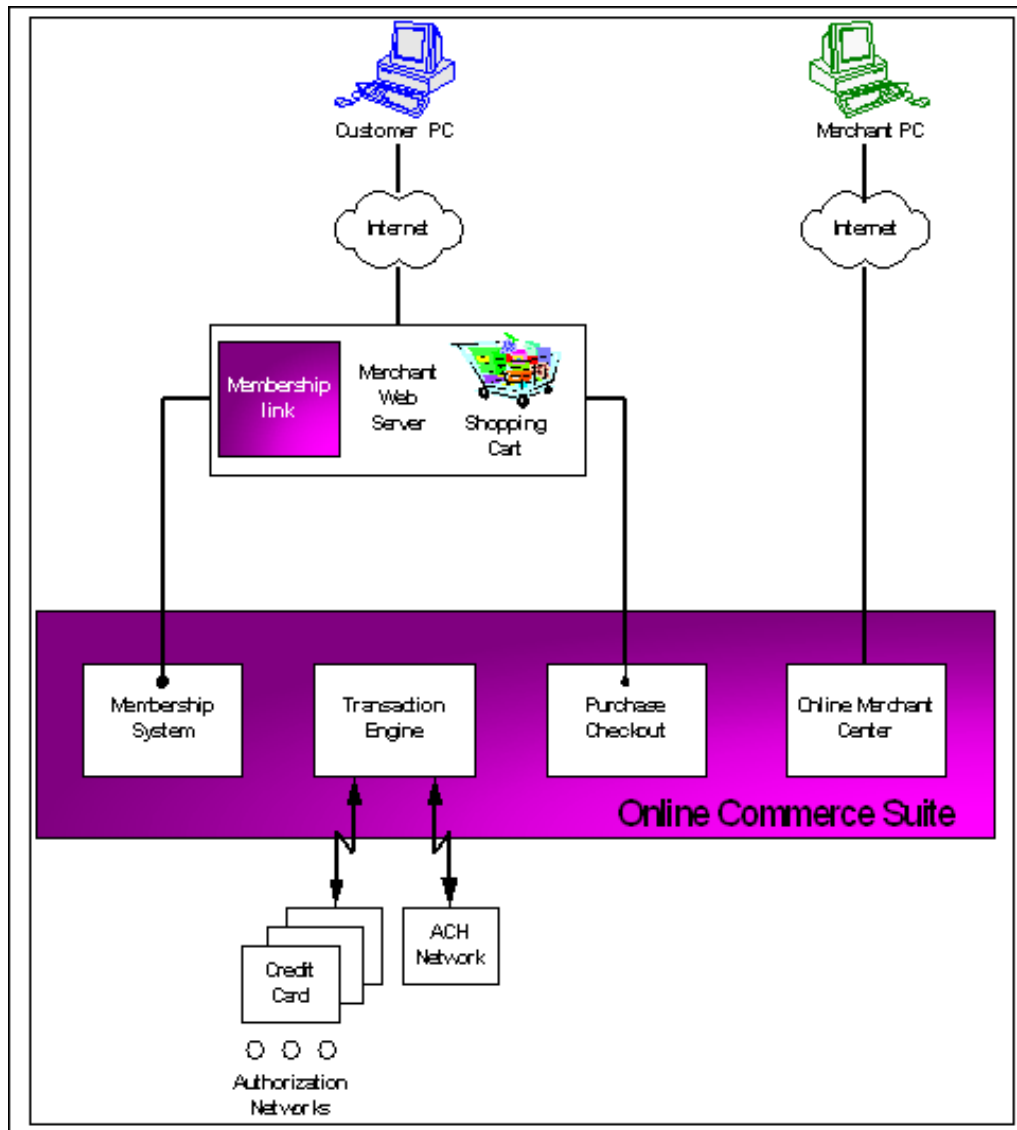 Customer PC
Merchant PC
Internet
Internet
Membership
link
Merchant
Web
Server
Shopping
Cart
Membership
System
Transaction
Engine
Purchase
Checkout
Online Merchant
Center
Online Commerce Suite
ACH
Network
Credit
Card
Authorization
Networks